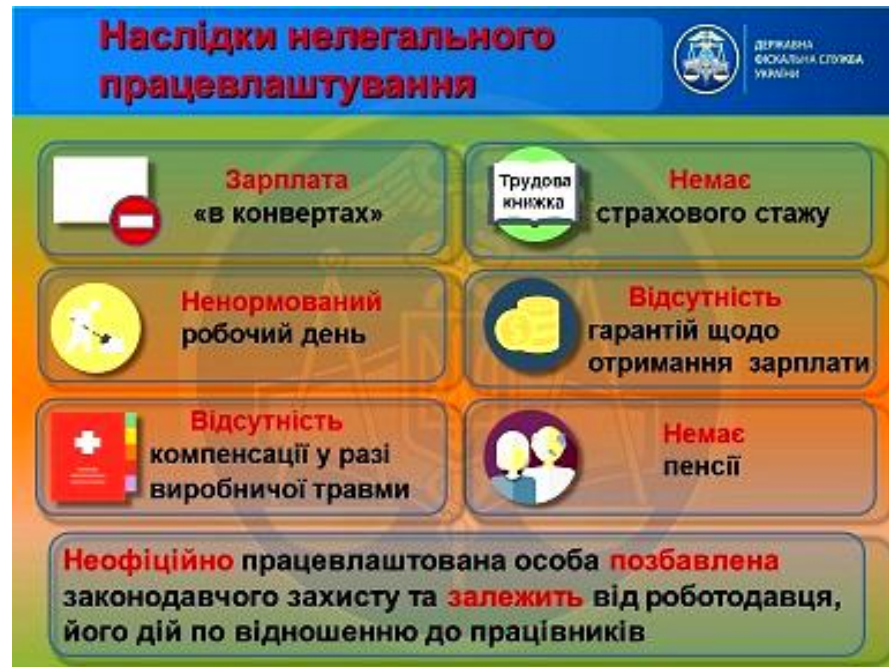 Наслідки нелегального
працевлаштування
ДЕРЖАВНА
ФІСКАЛЬНА СЛУЖБА
УКРАЇНИ
Зарплата
«в конвертах»
Трудова
книжка
Немає
страхового стажу
Ненормований
робочий день
Відсутність
гарантій щодо
отримання зарплати
Відсутність
компенсації у разі
виробничої травми
Немає
пенсії
Неофіційно працевлаштована особа позбавлена
законодавчого захисту та залежить від роботодавця,
його дій по відношенню до працівників